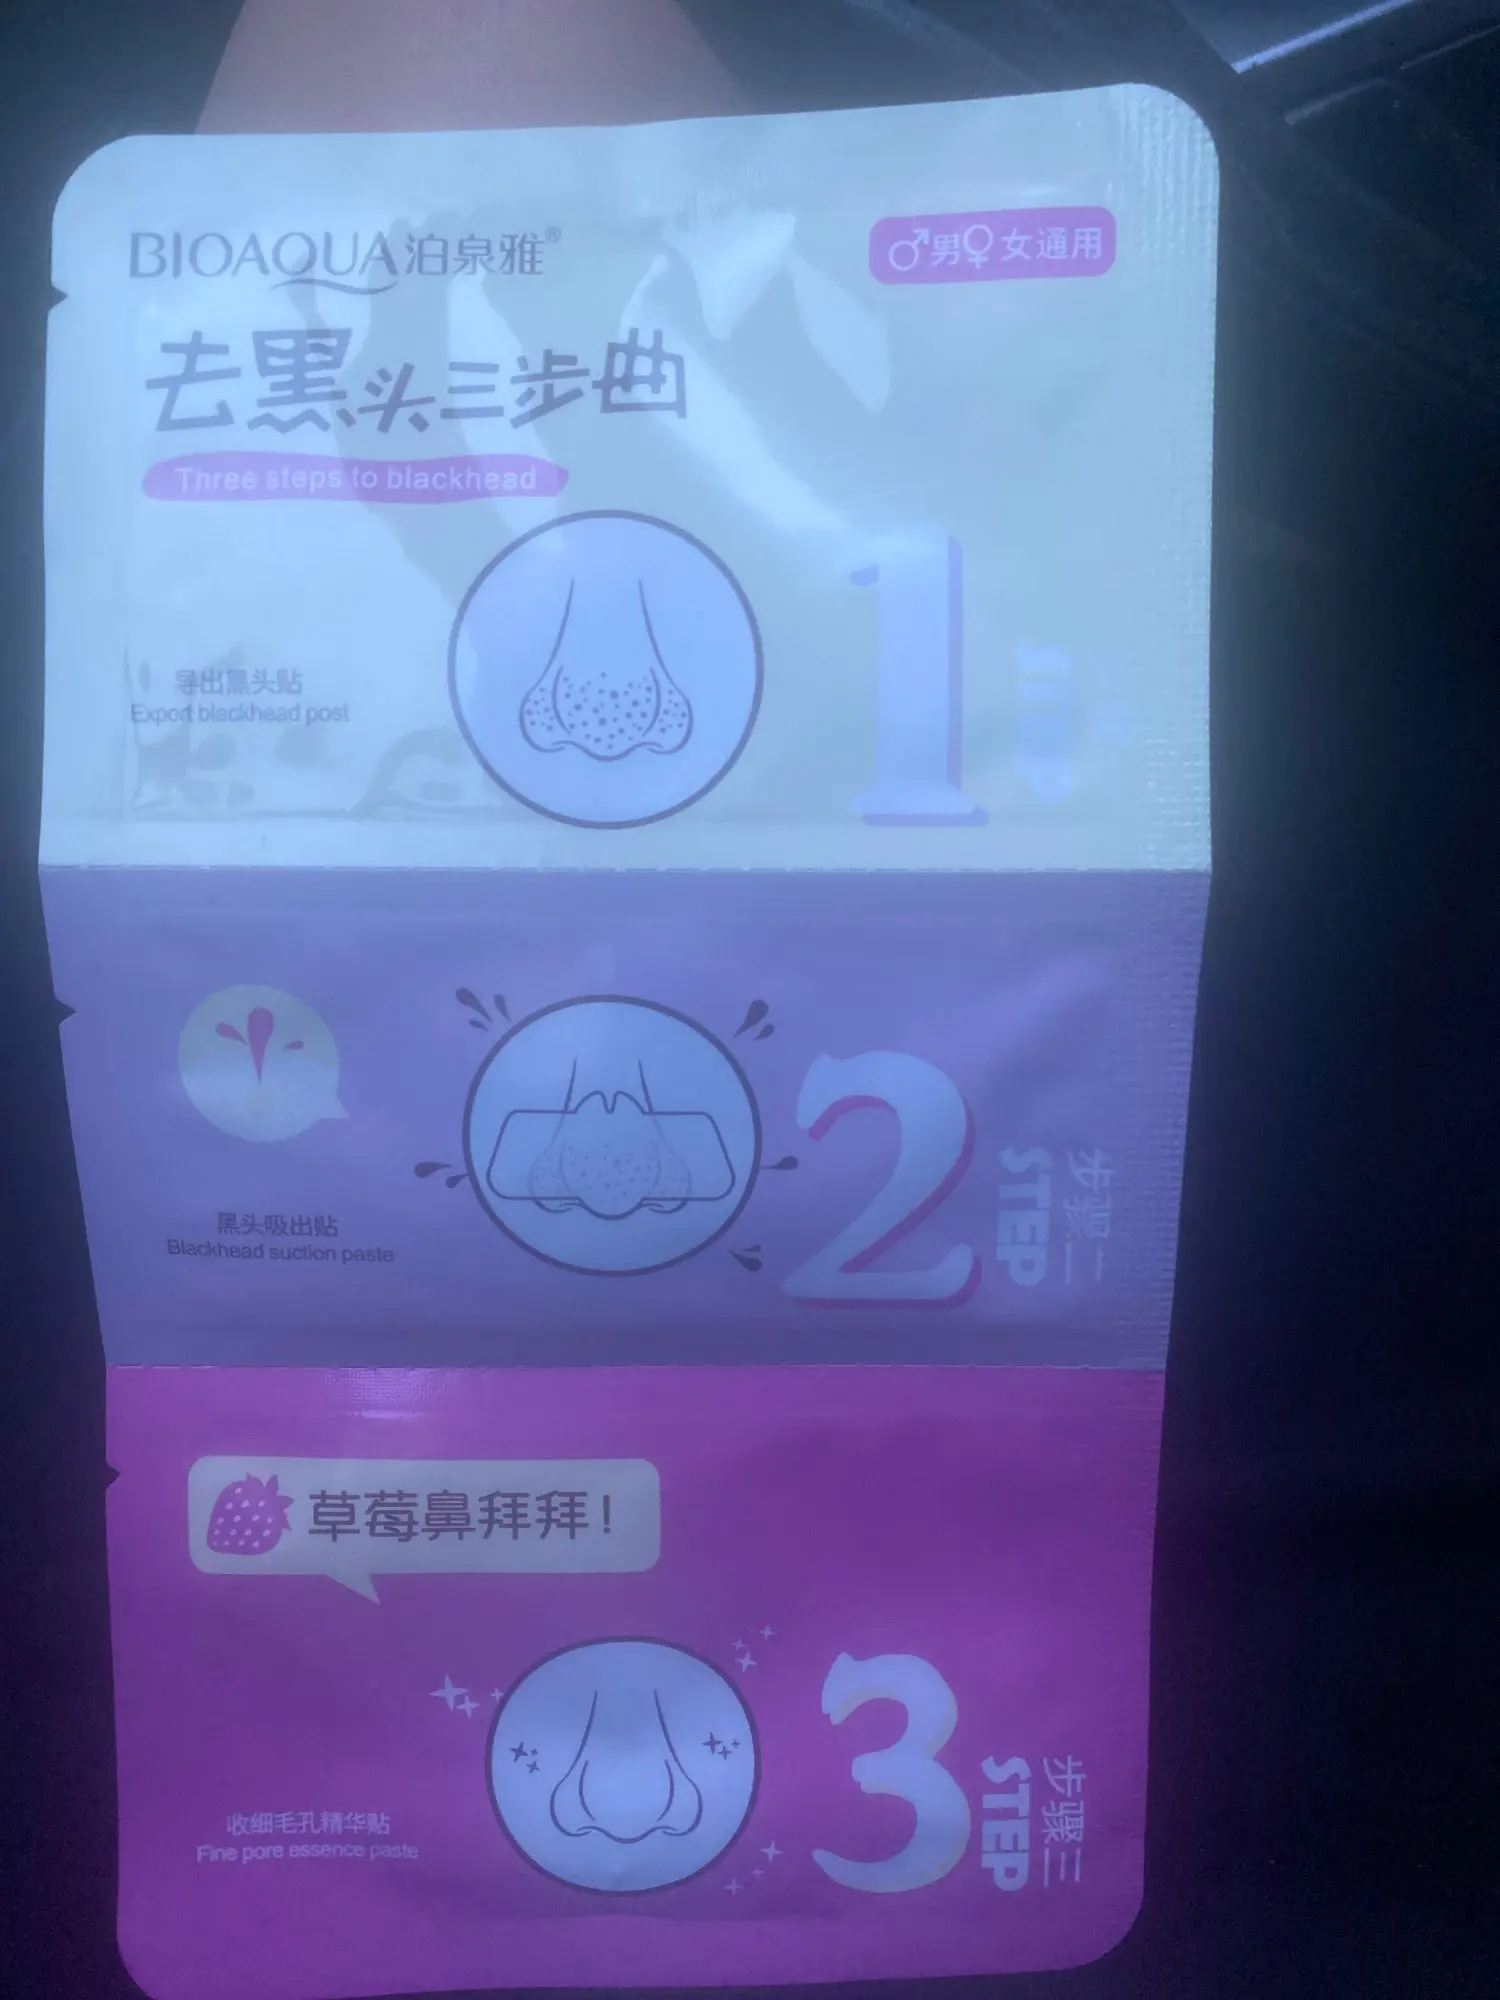 BIOAQUA泊泉雅®
♂男♀女通用
去黑头三步曲
Three steps to blackhead
导出黑头贴
Export blackhead post
1
STEP
黑头吸出贴
Blackhead suction paste
2
STEP
步骤二
草莓鼻拜拜!
收细毛孔精华贴
Fine pore essence paste
3
STEP
步骤三